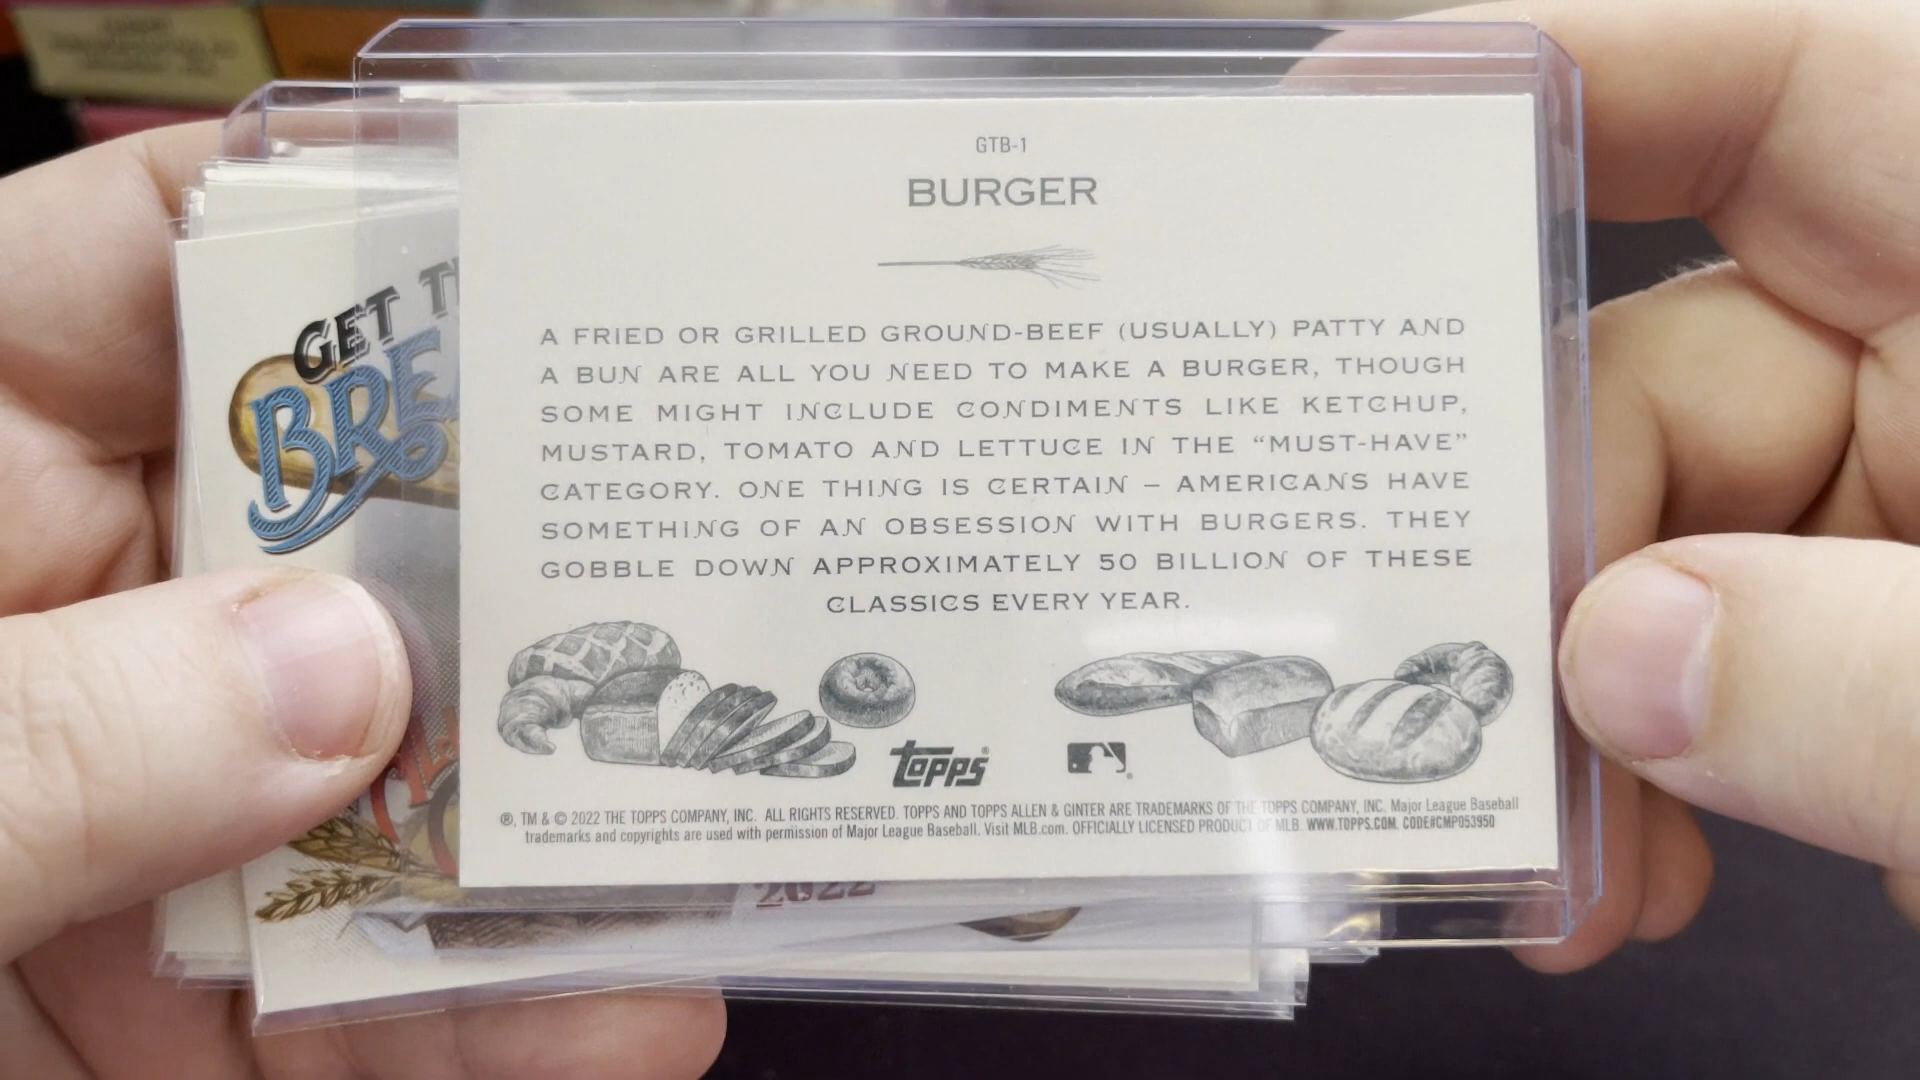 GTB-1
BURGER
A FRIED OR GRILLED GROUND-BEEF (USUALLY) PATTY AND
A BUN ARE ALL YOU NEED TO MAKE A BURGER, THOUGH
SOME MIGHT INCLUDE CONDIMENTS LIKE KETCHUP,
MUSTARD, TOMATO AND LETTUCE IN THE “MUST-HAVE”
CATEGORY. ONE THING IS CERTAIN – AMERICANS HAVE
SOMETHING OF AN OBSESSION WITH BURGERS. THEY
GOBBLE DOWN APPROXIMATELY 50 BILLION OF THESE
CLASSICS EVERY YEAR.
topps®
®, TM & © 2022 THE TOPPS COMPANY, INC. ALL RIGHTS RESERVED. TOPPS AND TOPPS ALLEN & GINTER ARE TRADEMARKS OF THE TOPPS COMPANY, INC. Major League Baseball
trademarks and copyrights are used with permission of Major League Baseball. Visit MLB.com. OFFICIALLY LICENSED PRODUCT OF MLB. WWW.TOPPS.COM. CODE#CMP053950
GET
BRE
2022